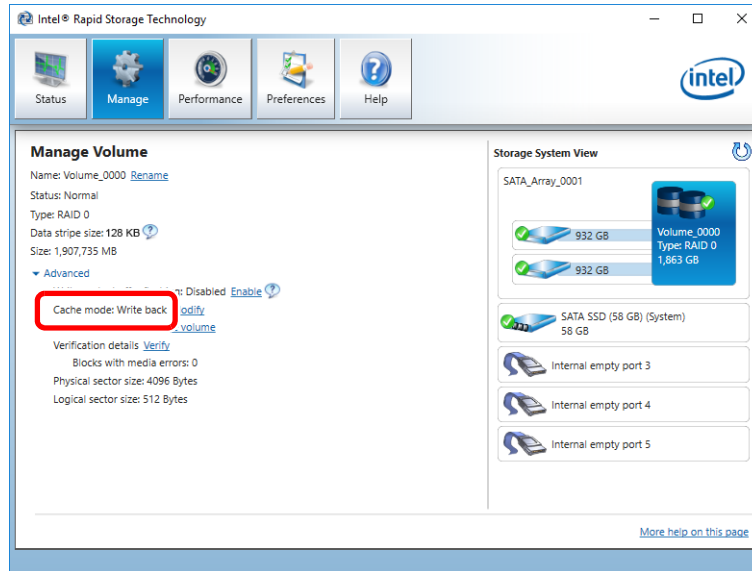 Intel® Rapid Storage Technology
Status
Manage
Performance
Preferences
Help
intel
Manage Volume
Name: Volume_0000 Rename
Status: Normal
Type: RAID 0
Data stripe size: 128 KB
Size: 1,907,735 MB
Advanced
Disabled Enable
Cache mode: Write back
volume
Verification details Verify
Blocks with media errors: 0
Physical sector size: 4096 Bytes
Logical sector size: 512 Bytes
Storage System View
SATA_Array_0001
932 GB
932 GB
Volume_0000
Type: RAID 0
1,863 GB
SATA SSD (58 GB) (System)
58 GB
Internal empty port 3
Internal empty port 4
Internal empty port 5
More help on this page